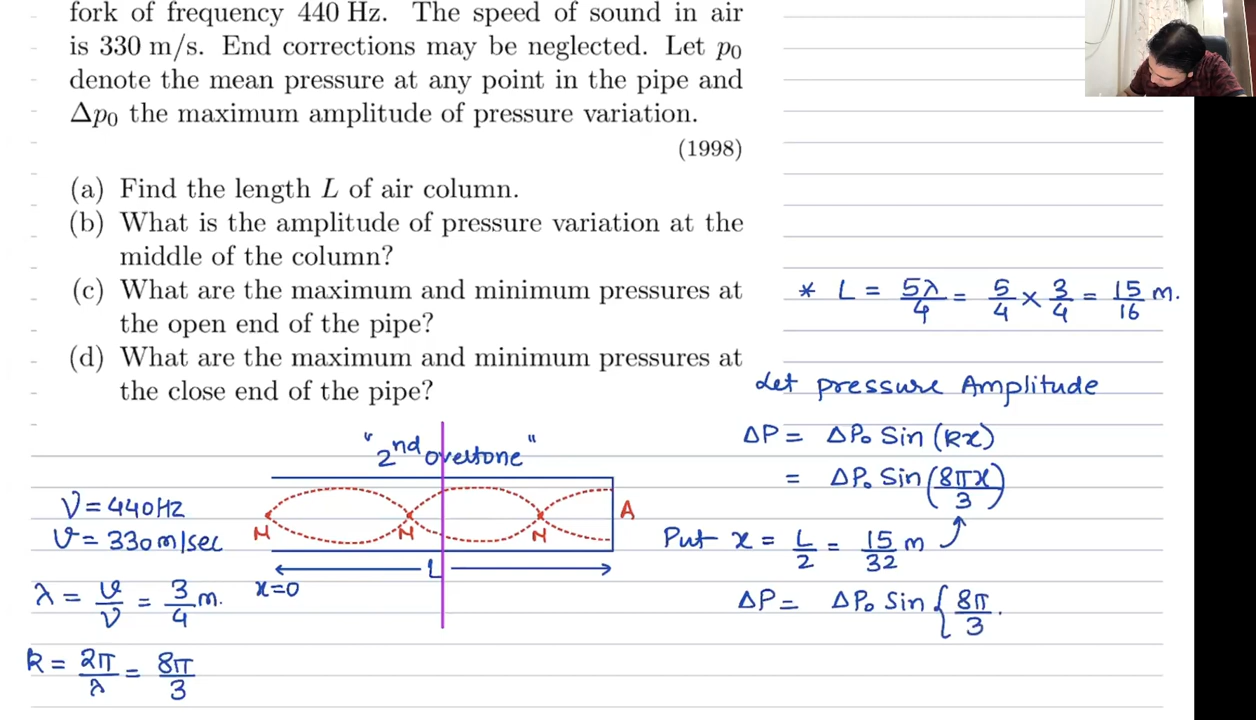 fork of frequency 440 Hz. The speed of sound in air
is 330 m/s. End corrections may be neglected. Let p₀
denote the mean pressure at any point in the pipe and
Δp₀ the maximum amplitude of pressure variation.
(1998)
(a) Find the length L of air column.
(b) What is the amplitude of pressure variation at the
middle of the column?
(c) What are the maximum and minimum pressures at
the open end of the pipe?
(d) What are the maximum and minimum pressures at
the close end of the pipe?
* L = 5λ/4 = 5/4 × 3/4 = 15/16 m.
Let pressure Amplitude
ΔP = ΔP₀ Sin (kx)
= ΔP₀ Sin (8πx/3)
Put x = L/2 = 15/32 m
ΔP = ΔP₀ Sin { 8π/3 .
"2nd overtone"
ν = 440Hz
v = 330m/sec
N N N A
L
x=0
λ = v/ν = 3/4 m.
k = 2π/λ = 8π/3